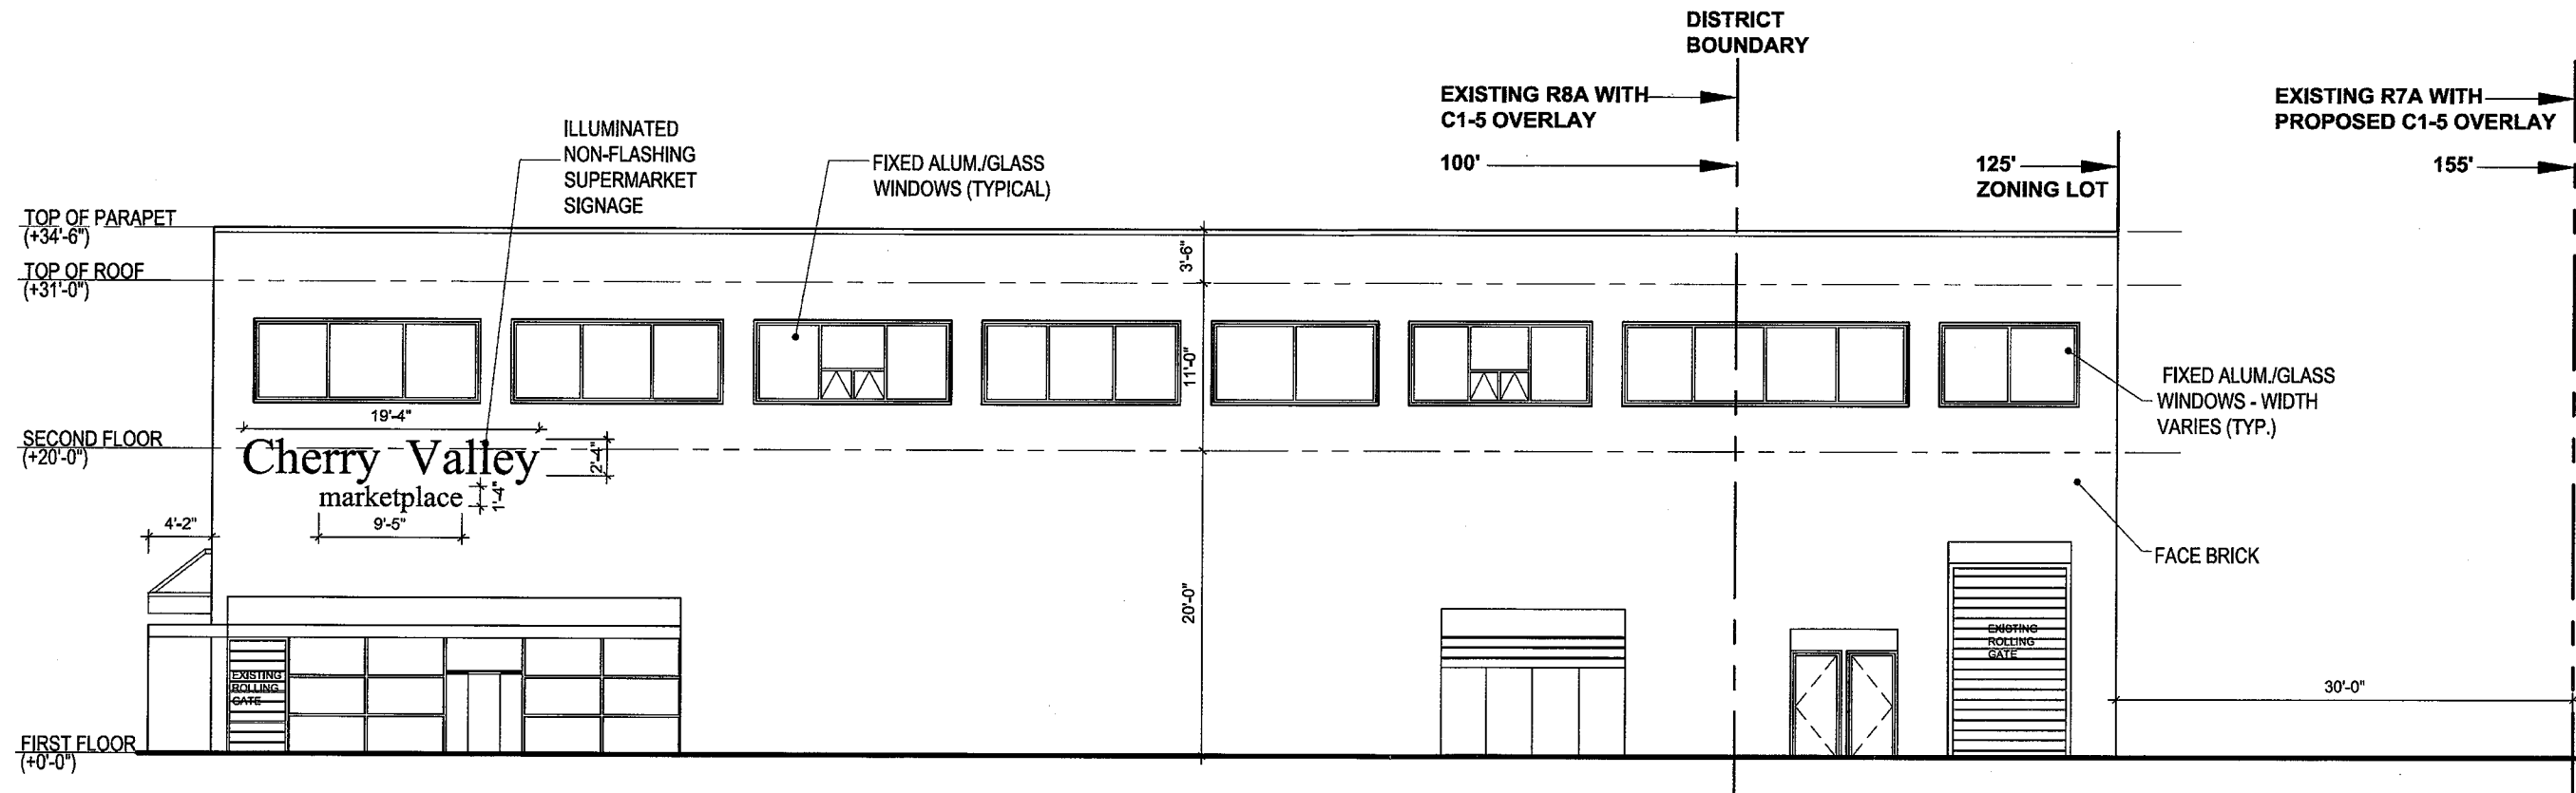 DISTRICT
BOUNDARY
EXISTING R8A WITH
C1-5 OVERLAY
EXISTING R7A WITH
PROPOSED C1-5 OVERLAY
100'
125'
ZONING LOT
155'
ILLUMINATED
NON-FLASHING
SUPERMARKET
SIGNAGE
FIXED ALUM./GLASS
WINDOWS (TYPICAL)
TOP OF PARAPET
(+34'-6")
3'-6"
TOP OF ROOF
(+31'-0")
11'-0"
FIXED ALUM./GLASS
WINDOWS - WIDTH
VARIES (TYP.)
19'-4"
SECOND FLOOR
(+20'-0")
Cherry Valley
2'-4"
marketplace
1'-4"
9'-5"
4'-2"
FACE BRICK
20'-0"
EXISTING
ROLLING
GATE
EXISTING
ROLLING
GATE
30'-0"
FIRST FLOOR
(+0'-0")